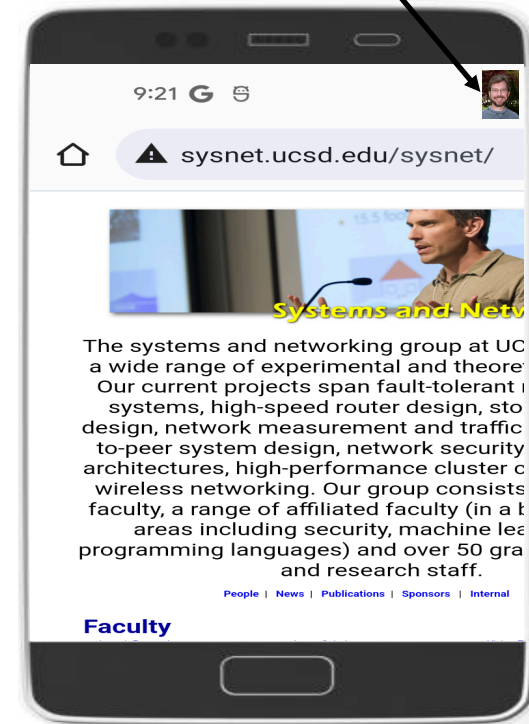 9:21 G
sysnet.ucsd.edu/sysnet/
15.5 foo
Systems and Netw
The systems and networking group at UC
a wide range of experimental and theore
Our current projects span fault-tolerant
systems, high-speed router design, sto
design, network measurement and traffic
to-peer system design, network security
architectures, high-performance cluster c
wireless networking. Our group consists
faculty, a range of affiliated faculty (in a b
areas including security, machine lea
programming languages) and over 50 gra
and research staff.
People | News | Publications | Sponsors | Internal
Faculty